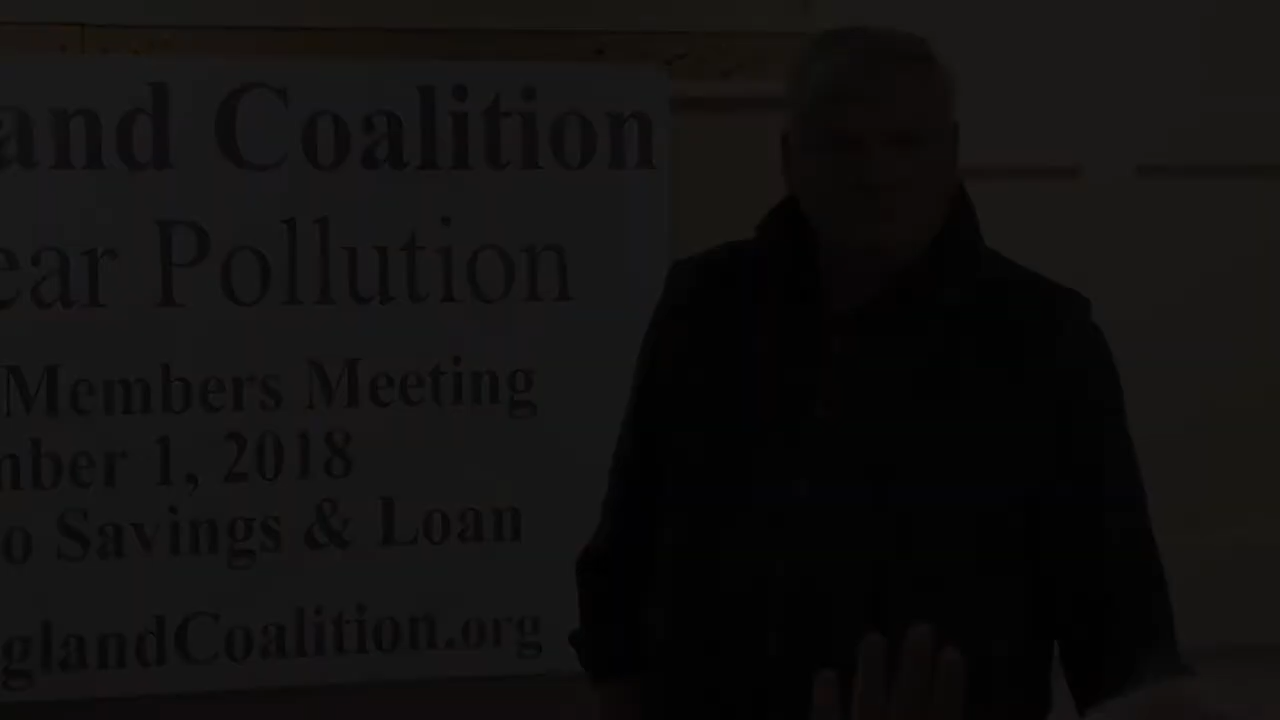 and Coalition
ear Pollution
Members Meeting
mber 1, 2018
o Savings & Loan
glandCoalition.org